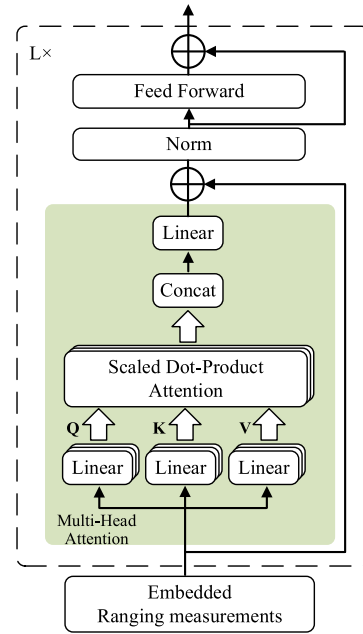 L×
Feed Forward
Norm
Linear
Concat
Scaled Dot-Product
Attention
Q K V
Linear Linear Linear
Multi-Head
Attention
Embedded
Ranging measurements